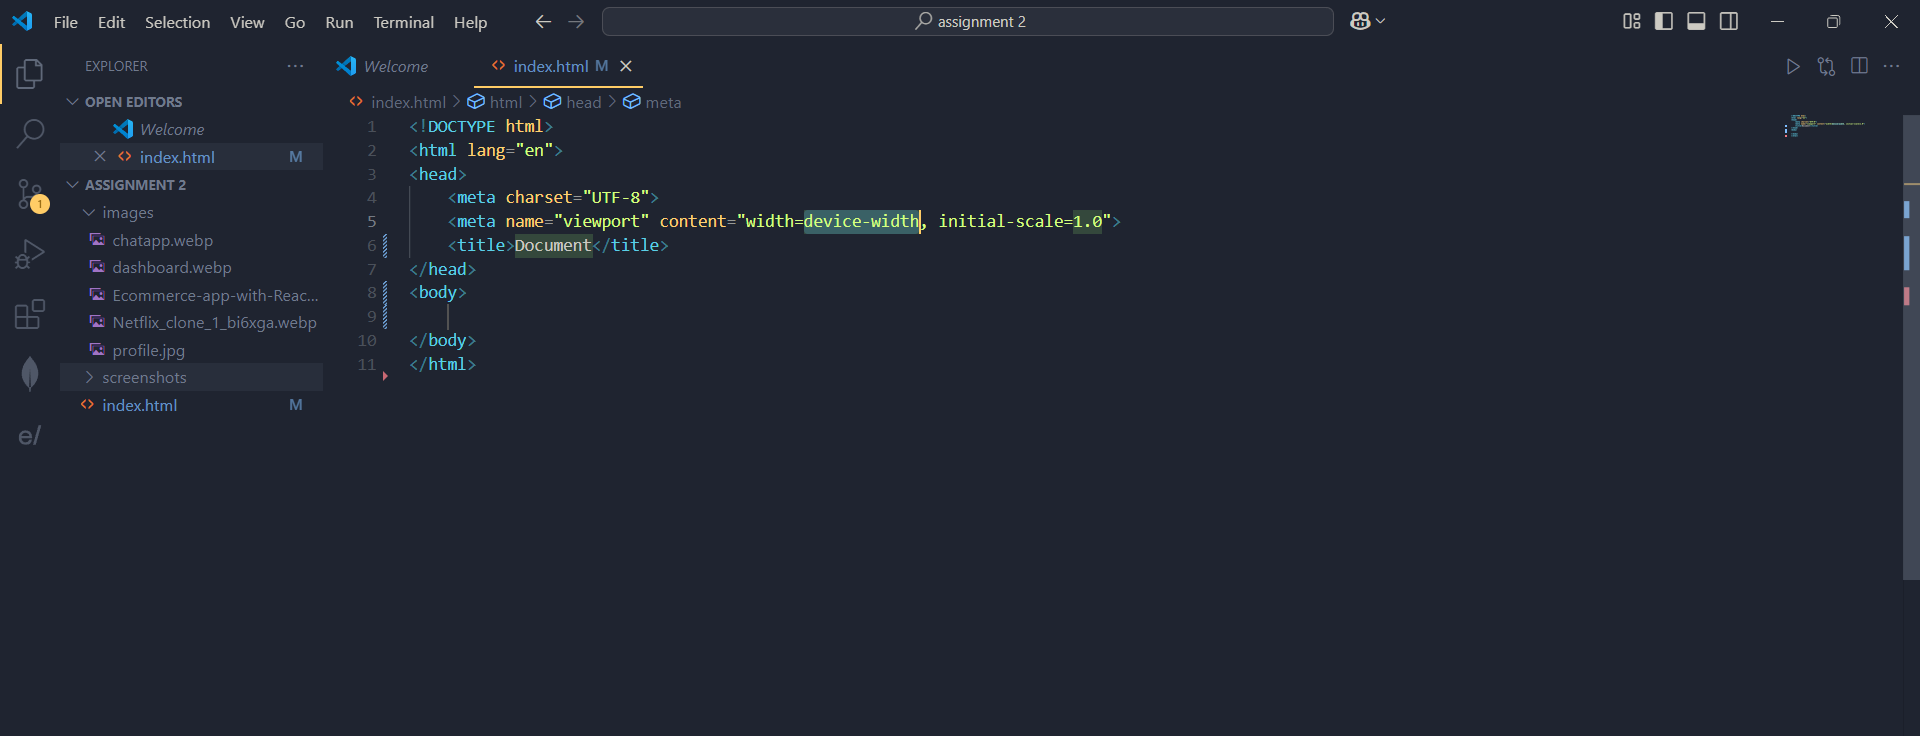 File Edit Selection View Go Run Terminal Help
assignment 2
EXPLORER
OPEN EDITORS
Welcome
index.html M
ASSIGNMENT 2
images
chatapp.webp
dashboard.webp
Ecommerce-app-with-Reac...
Netflix_clone_1_bi6xga.webp
profile.jpg
screenshots
index.html M
1
e/
Welcome index.html M
index.html > html > head > meta
1 <!DOCTYPE html>
2 <html lang="en">
3 <head>
4 <meta charset="UTF-8">
5 <meta name="viewport" content="width=device-width, initial-scale=1.0">
6 <title>Document</title>
7 </head>
8 <body>
9
10 </body>
11 </html>